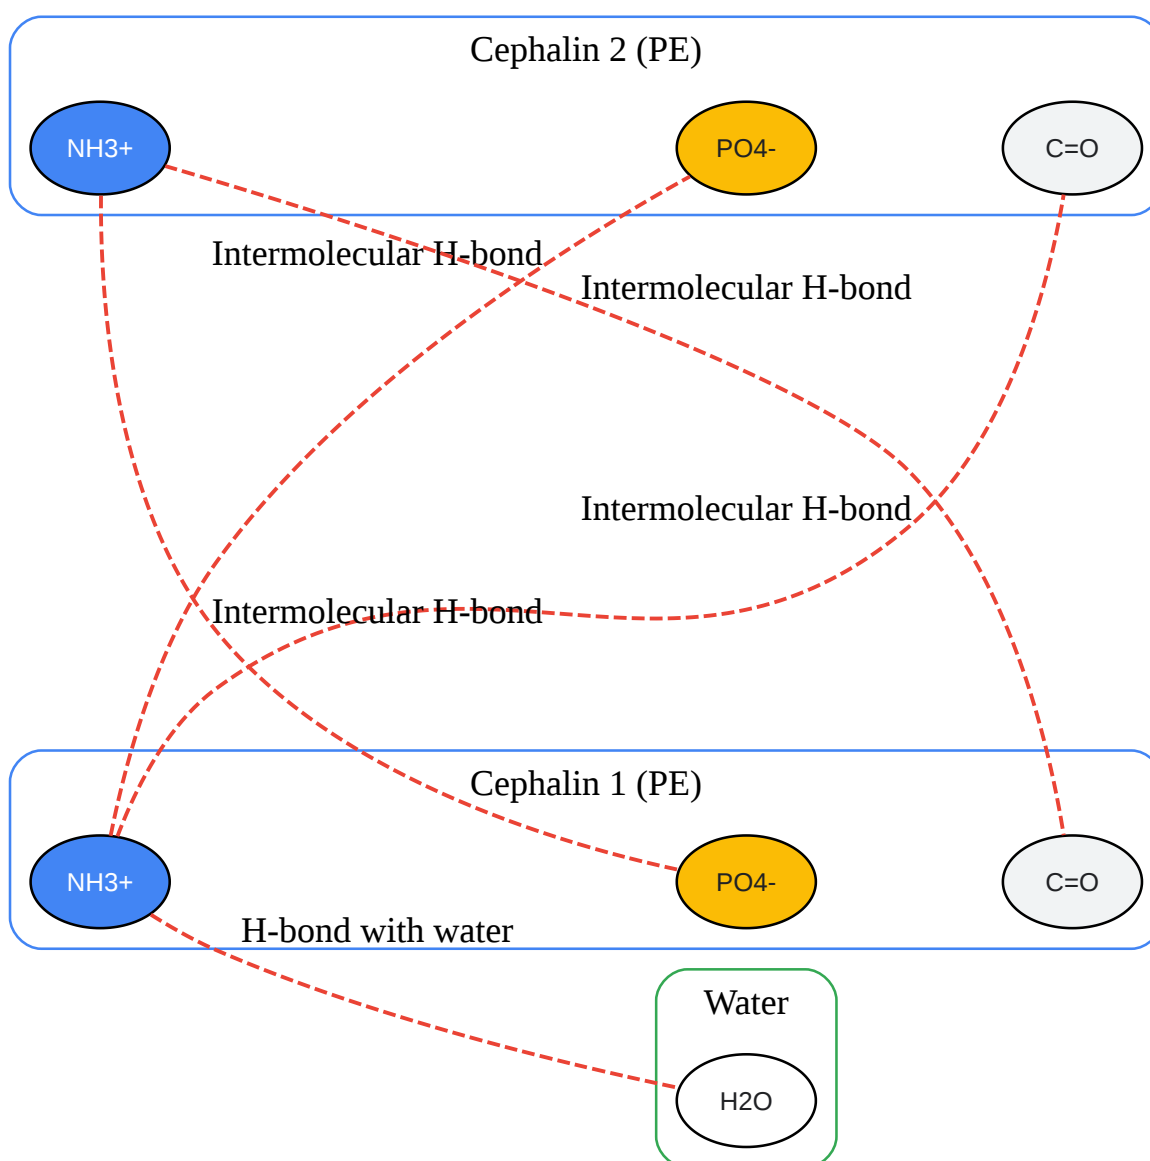 Cephalin 2 (PE)
NH3+
PO4-
C=O
Intermolecular H-bond
Intermolecular H-bond
Intermolecular H-bond
Intermolecular H-bond
Cephalin 1 (PE)
NH3+
PO4-
C=O
H-bond with water
Water
H2O